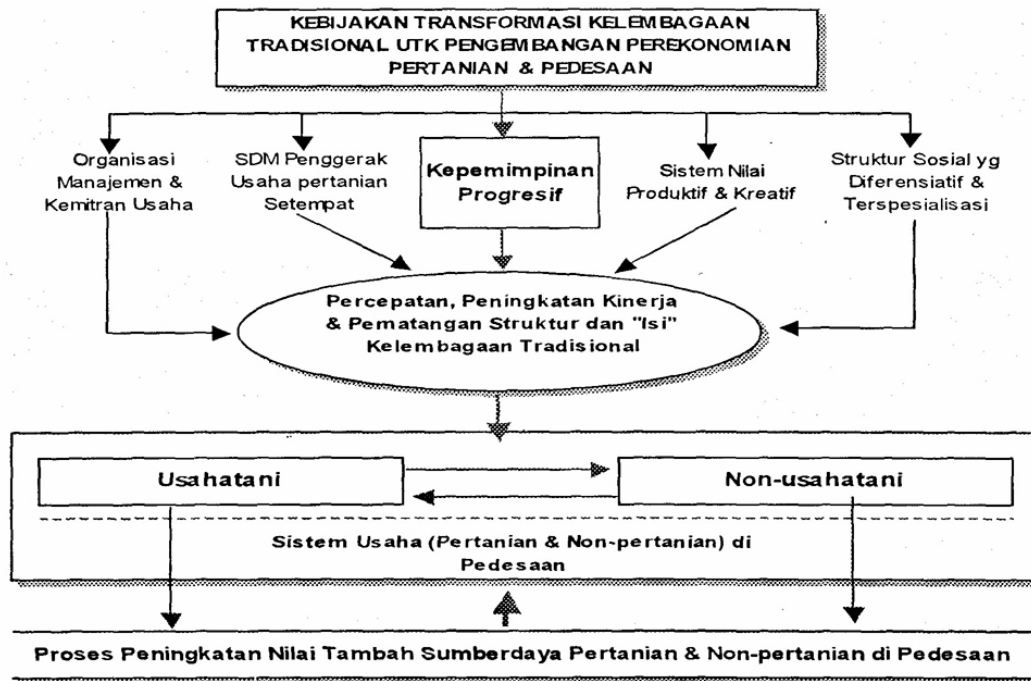 KEBIJAKAN TRANSFORMASI KELEMBAGAAN
TRADISIONAL UTK PENGEMBANGAN PEREKONOMIAN
PERTANIAN & PEDESAAN
Organisasi
Manajemen &
Kemitran Usaha
SDM Penggerak
Usaha pertanian
Setempat
Kepemimpinan
Progresif
Sistem Nilai
Produktif & Kreatif
Struktur Sosial yg
Diferensiatif &
Terspesialisasi
Percepatan, Peningkatan Kinerja
& Pematangan Struktur dan "Isi"
Kelembagaan Tradisional
Usahatani
Non-usahatani
Sistem Usaha (Pertanian & Non-pertanian) di
Pedesaan
Proses Peningkatan Nilai Tambah Sumberdaya Pertanian & Non-pertanian di Pedesaan